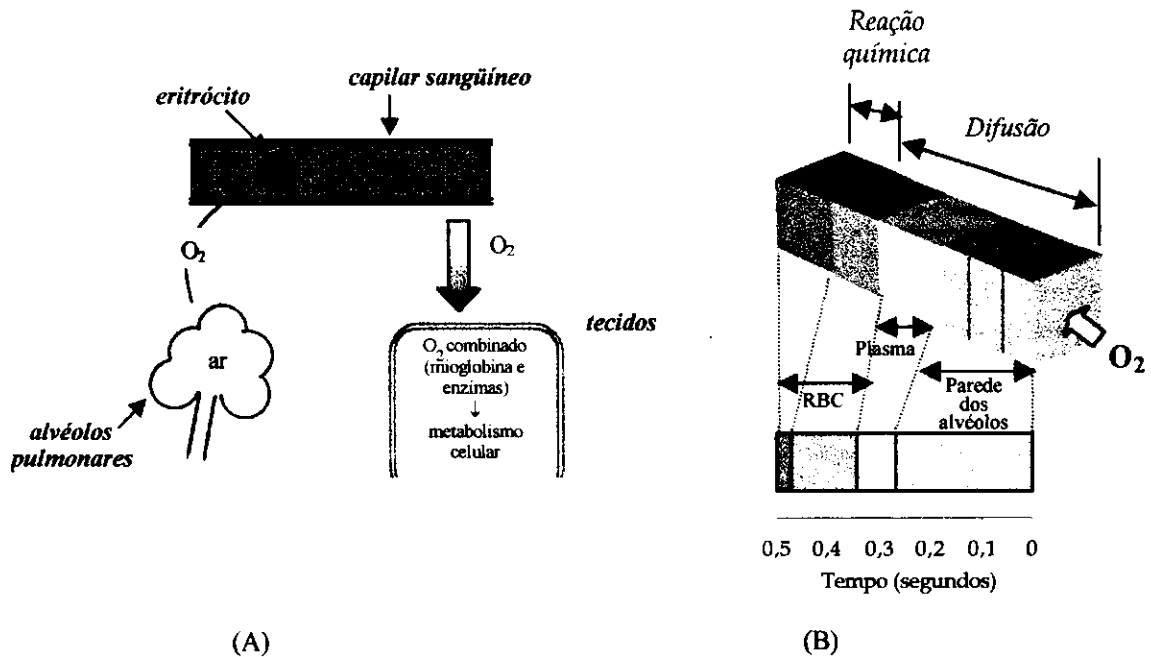 capilar sangüíneo
eritrócito
O2
O2
ar
alvéolos
pulmonares
tecidos
O2 combinado
(mioglobina e
enzimas)
↓
metabolismo
celular
(A)
Reação
química
Difusão
Plasma
RBC
Parede
dos
alvéolos
O2
0,5 0,4 0,3 0,2 0,1 0
Tempo (segundos)
(B)